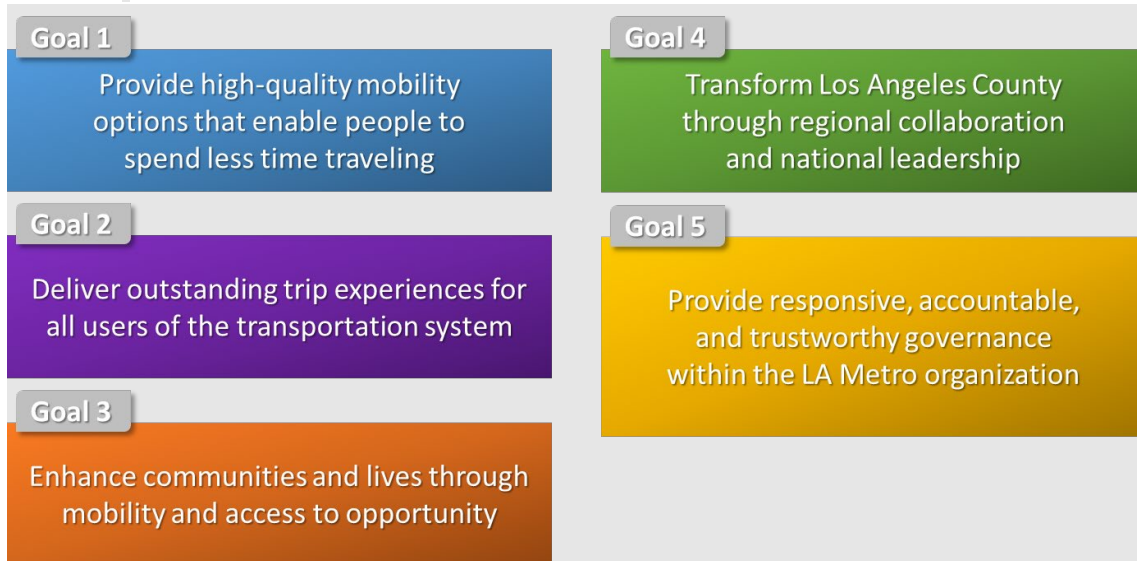 Goal 1
Provide high-quality mobility
options that enable people to
spend less time traveling
Goal 2
Deliver outstanding trip experiences for
all users of the transportation system
Goal 3
Enhance communities and lives through
mobility and access to opportunity
Goal 4
Transform Los Angeles County
through regional collaboration
and national leadership
Goal 5
Provide responsive, accountable,
and trustworthy governance
within the LA Metro organization